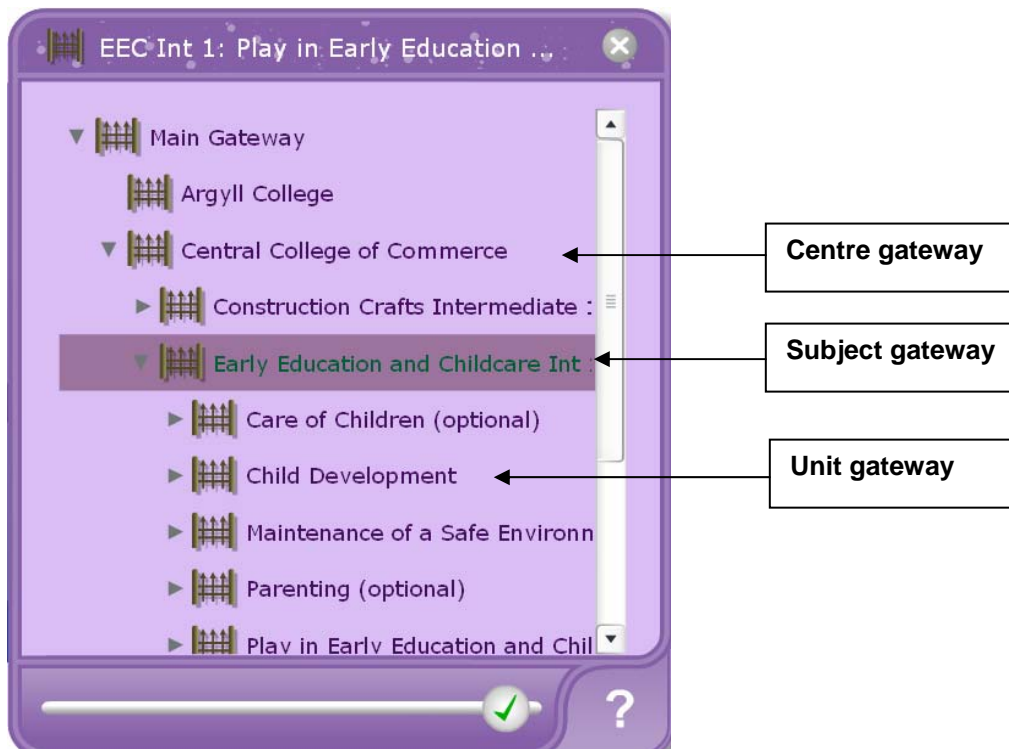 EEC Int 1: Play in Early Education ...
Main Gateway
Argyll College
Central College of Commerce
Centre gateway
Construction Crafts Intermediate
Early Education and Childcare Int
Subject gateway
Care of Children (optional)
Child Development
Unit gateway
Maintenance of a Safe Environ
Parenting (optional)
Play in Early Education and Chil
?